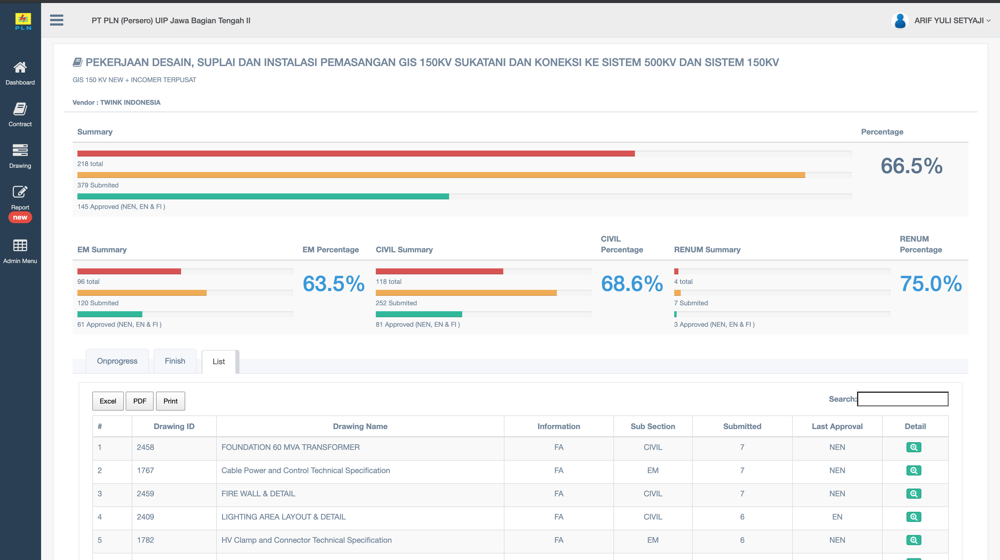 PLN
PT PLN (Persero) UIP Jawa Bagian Tengah II
ARIF YULI SETYAJI
Dashboard
Contract
Drawing
Report
new
Admin Menu
PEKERJAAN DESAIN, SUPLAI DAN INSTALASI PEMASANGAN GIS 150KV SUKATANI DAN KONEKSI KE SISTEM 500KV DAN SISTEM 150KV
GIS 150 KV NEW + INCOMER TERPUSAT
Vendor : TWINK INDONESIA
Summary Percentage
218 total
379 Submited
145 Approved (NEN, EN & FI )
66.5%
EM Summary EM Percentage
96 total
120 Submited
61 Approved (NEN, EN & FI )
63.5%
CIVIL Summary CIVIL Percentage
118 total
252 Submited
81 Approved (NEN, EN & FI )
68.6%
RENUM Summary RENUM Percentage
4 total
7 Submited
3 Approved (NEN, EN & FI )
75.0%
Onprogress Finish List
Excel PDF Print Search:
# Drawing ID Drawing Name Information Sub Section Submitted Last Approval Detail
1 2458 FOUNDATION 60 MVA TRANSFORMER FA CIVIL 7 NEN
2 1767 Cable Power and Control Technical Specification FA EM 7 NEN
3 2459 FIRE WALL & DETAIL FA CIVIL 7 NEN
4 2409 LIGHTING AREA LAYOUT & DETAIL FA CIVIL 6 EN
5 1782 HV Clamp and Connector Technical Specification FA EM 6 NEN